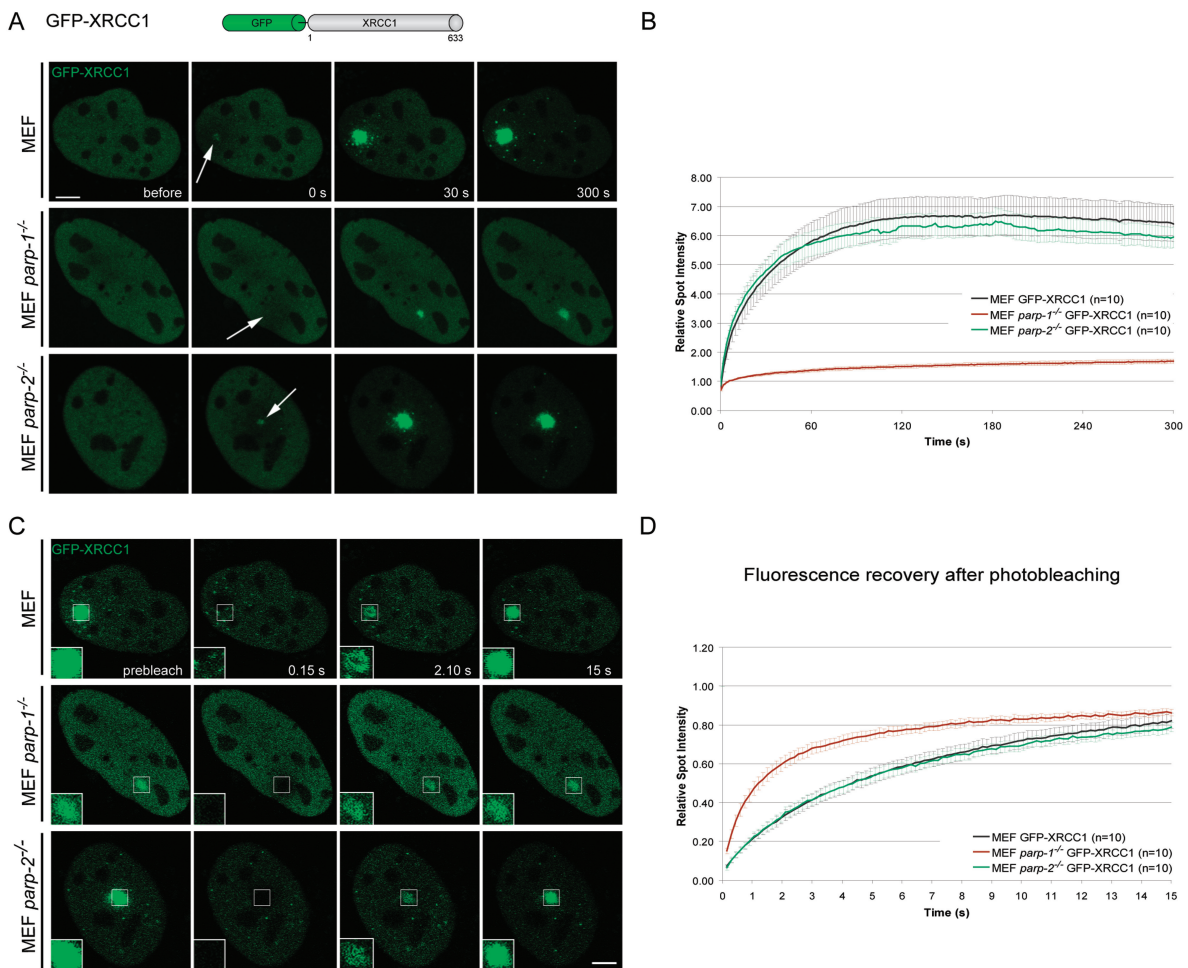 A
GFP-XRCC1
GFP
XRCC1
1
633
GFP-XRCC1
MEF
before
0 s
30 s
300 s
MEF parp-1-/-
MEF parp-2-/-
B
8.00
7.00
6.00
5.00
4.00
3.00
2.00
1.00
0.00
Relative Spot Intensity
MEF GFP-XRCC1 (n=10)
MEF parp-1-/- GFP-XRCC1 (n=10)
MEF parp-2-/- GFP-XRCC1 (n=10)
0 60 120 180 240 300
Time (s)
C
GFP-XRCC1
MEF
prebleach
0.15 s
2.10 s
15 s
MEF parp-1-/-
MEF parp-2-/-
D
Fluorescence recovery after photobleaching
1.20
1.00
0.80
0.60
0.40
0.20
0.00
Relative Spot Intensity
MEF GFP-XRCC1 (n=10)
MEF parp-1-/- GFP-XRCC1 (n=10)
MEF parp-2-/- GFP-XRCC1 (n=10)
0 1 2 3 4 5 6 7 8 9 10 11 12 13 14 15
Time (s)